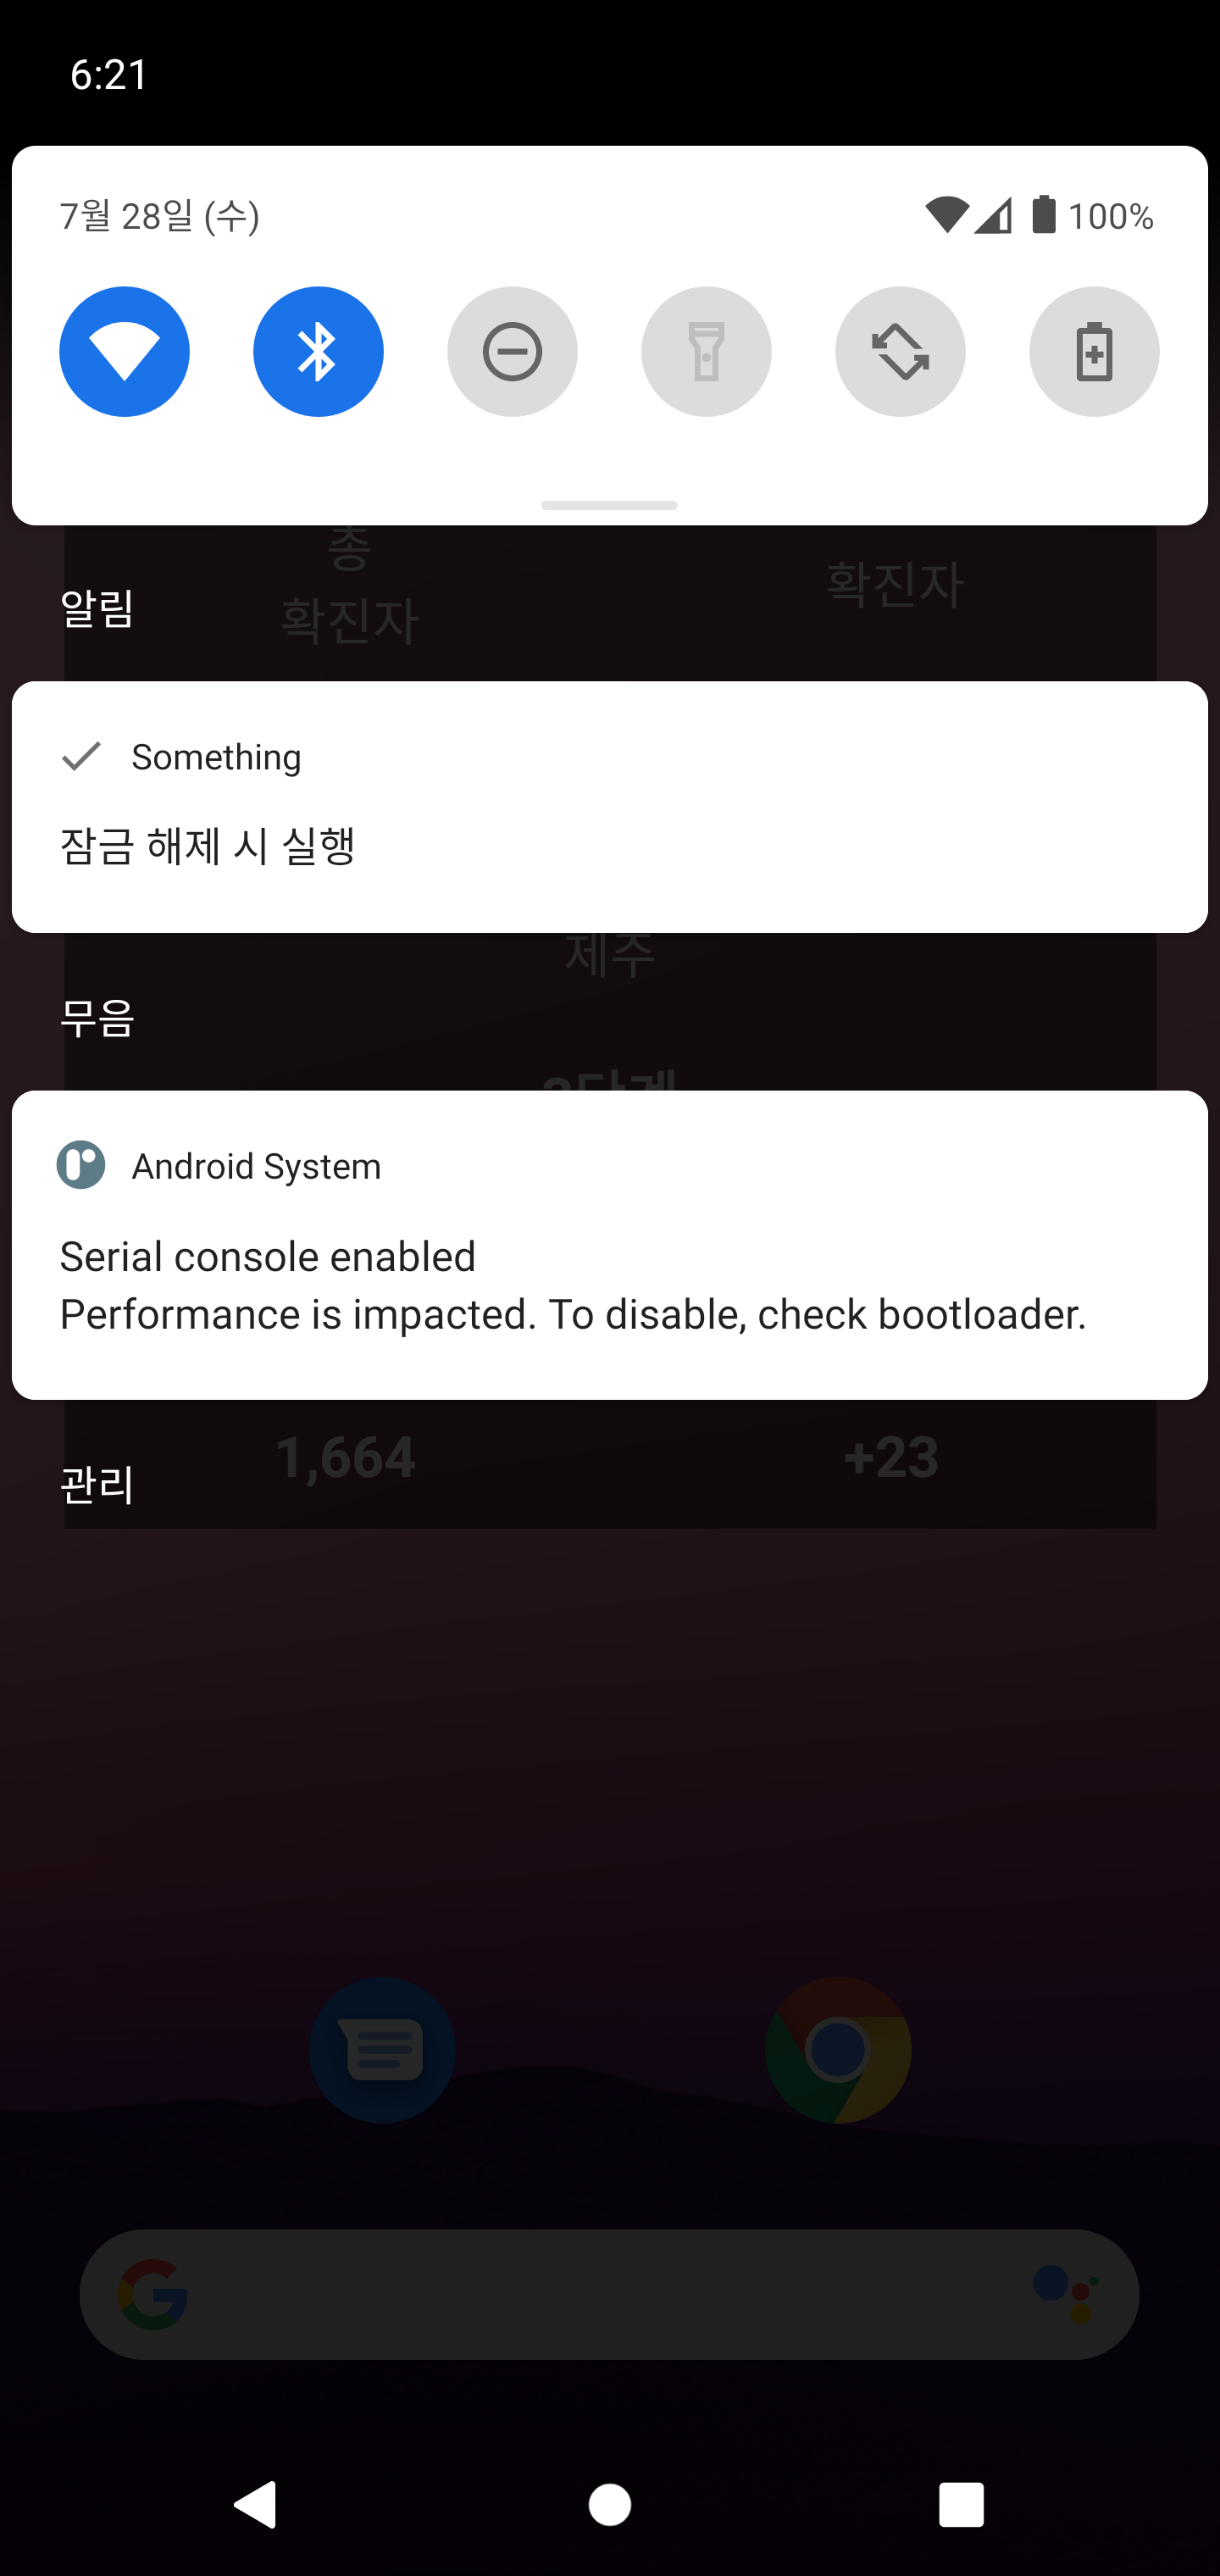 6:21
7월 28일 (수)
100%
총
확진자
확진자
알림
Something
잠금 해제 시 실행
제주
무음
Android System
Serial console enabled
Performance is impacted. To disable, check bootloader.
1,664
+23
관리